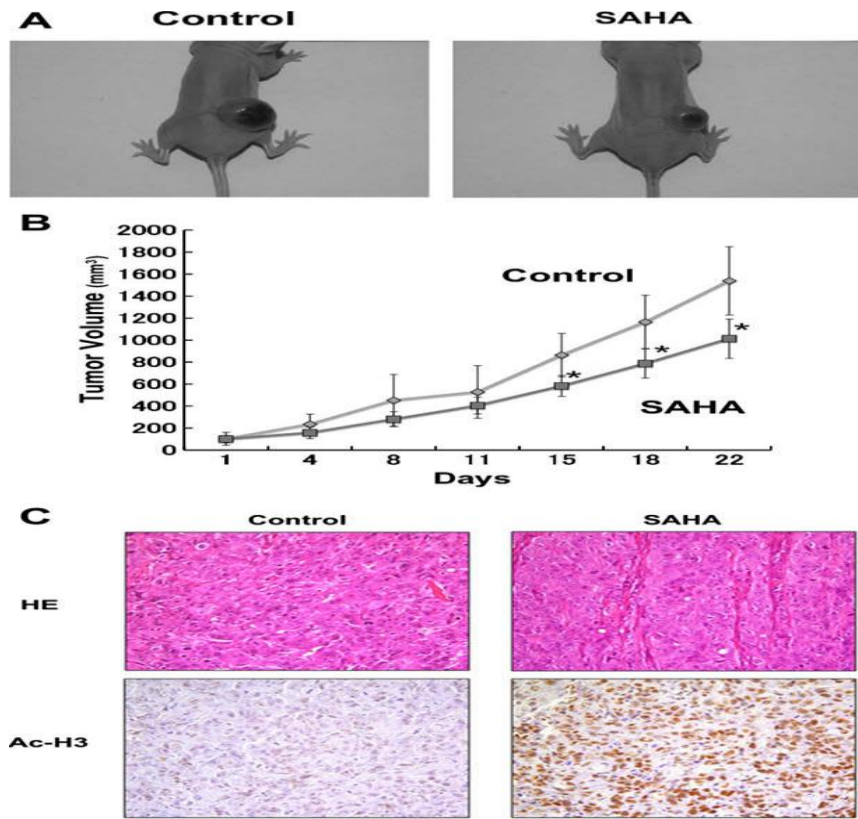 A
Control
SAHA
B
Tumor Volume (mm³)
2000
1800
1600
1400
1200
1000
800
600
400
200
0
Control
*
*
*
SAHA
1 4 8 11 15 18 22
Days
C
Control
SAHA
HE
Ac-H3